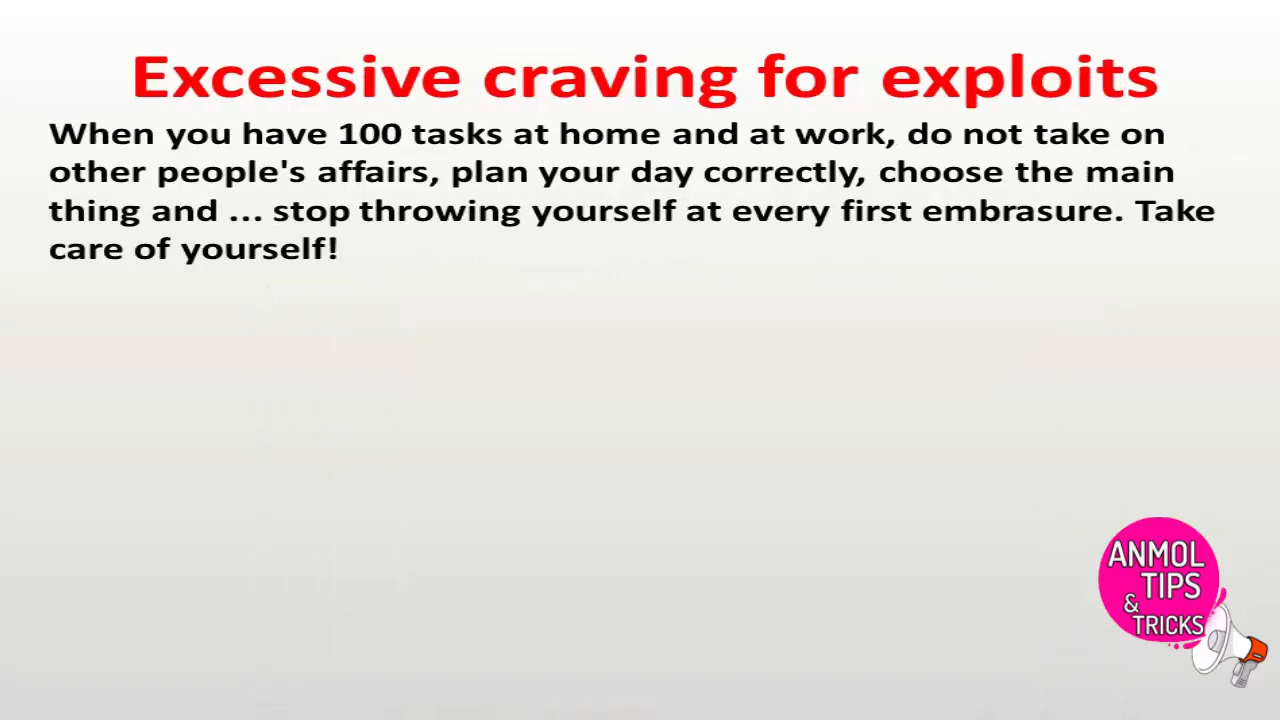 Excessive craving for exploits
When you have 100 tasks at home and at work, do not take on
other people's affairs, plan your day correctly, choose the main
thing and ... stop throwing yourself at every first embrasure. Take
care of yourself!
ANMOL
TIPS
&
TRICKS